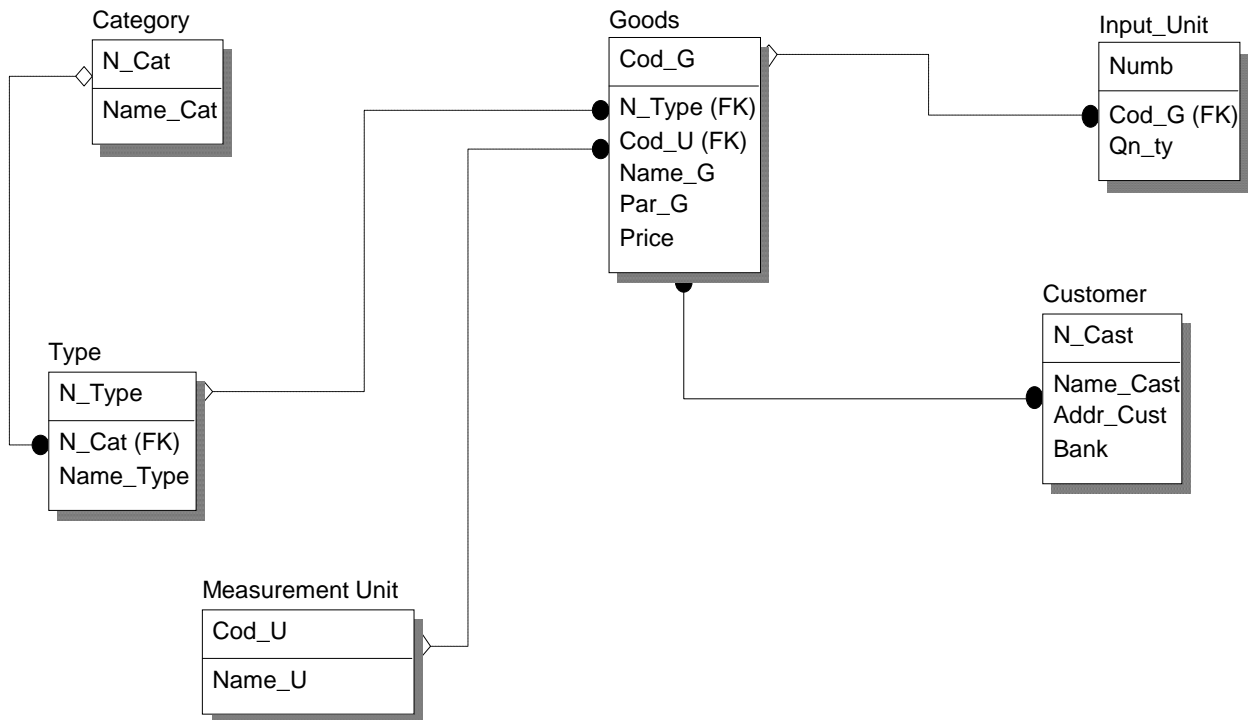 Category
N_Cat
Name_Cat
Goods
Cod_G
N_Type (FK)
Cod_U (FK)
Name_G
Par_G
Price
Input_Unit
Numb
Cod_G (FK)
Qn_ty
Customer
N_Cast
Name_Cast
Addr_Cust
Bank
Type
N_Type
N_Cat (FK)
Name_Type
Measurement Unit
Cod_U
Name_U